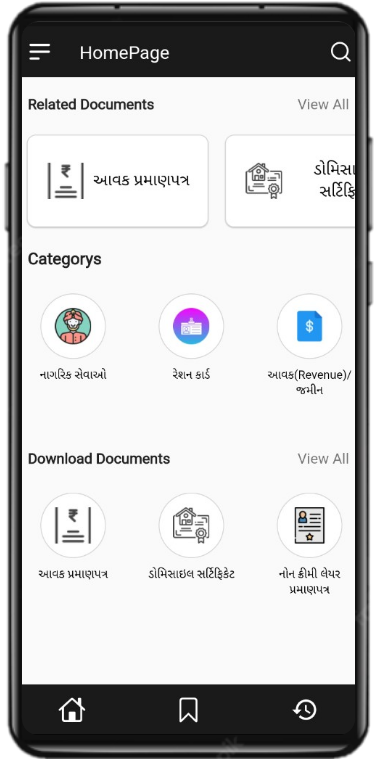 HomePage
Related Documents View All
આવક પ્રમાણપત્ર
ડોમિસા
સર્ટિફિ
Categorys
નાગરિક સેવાઓ રેશન કાર્ડ આવક(Revenue)/
જમીન
Download Documents View All
આવક પ્રમાણપત્ર ડોમિસાઇલ સર્ટિફિકેટ નોન ક્રીમી લેયર
પ્રમાણપત્ર